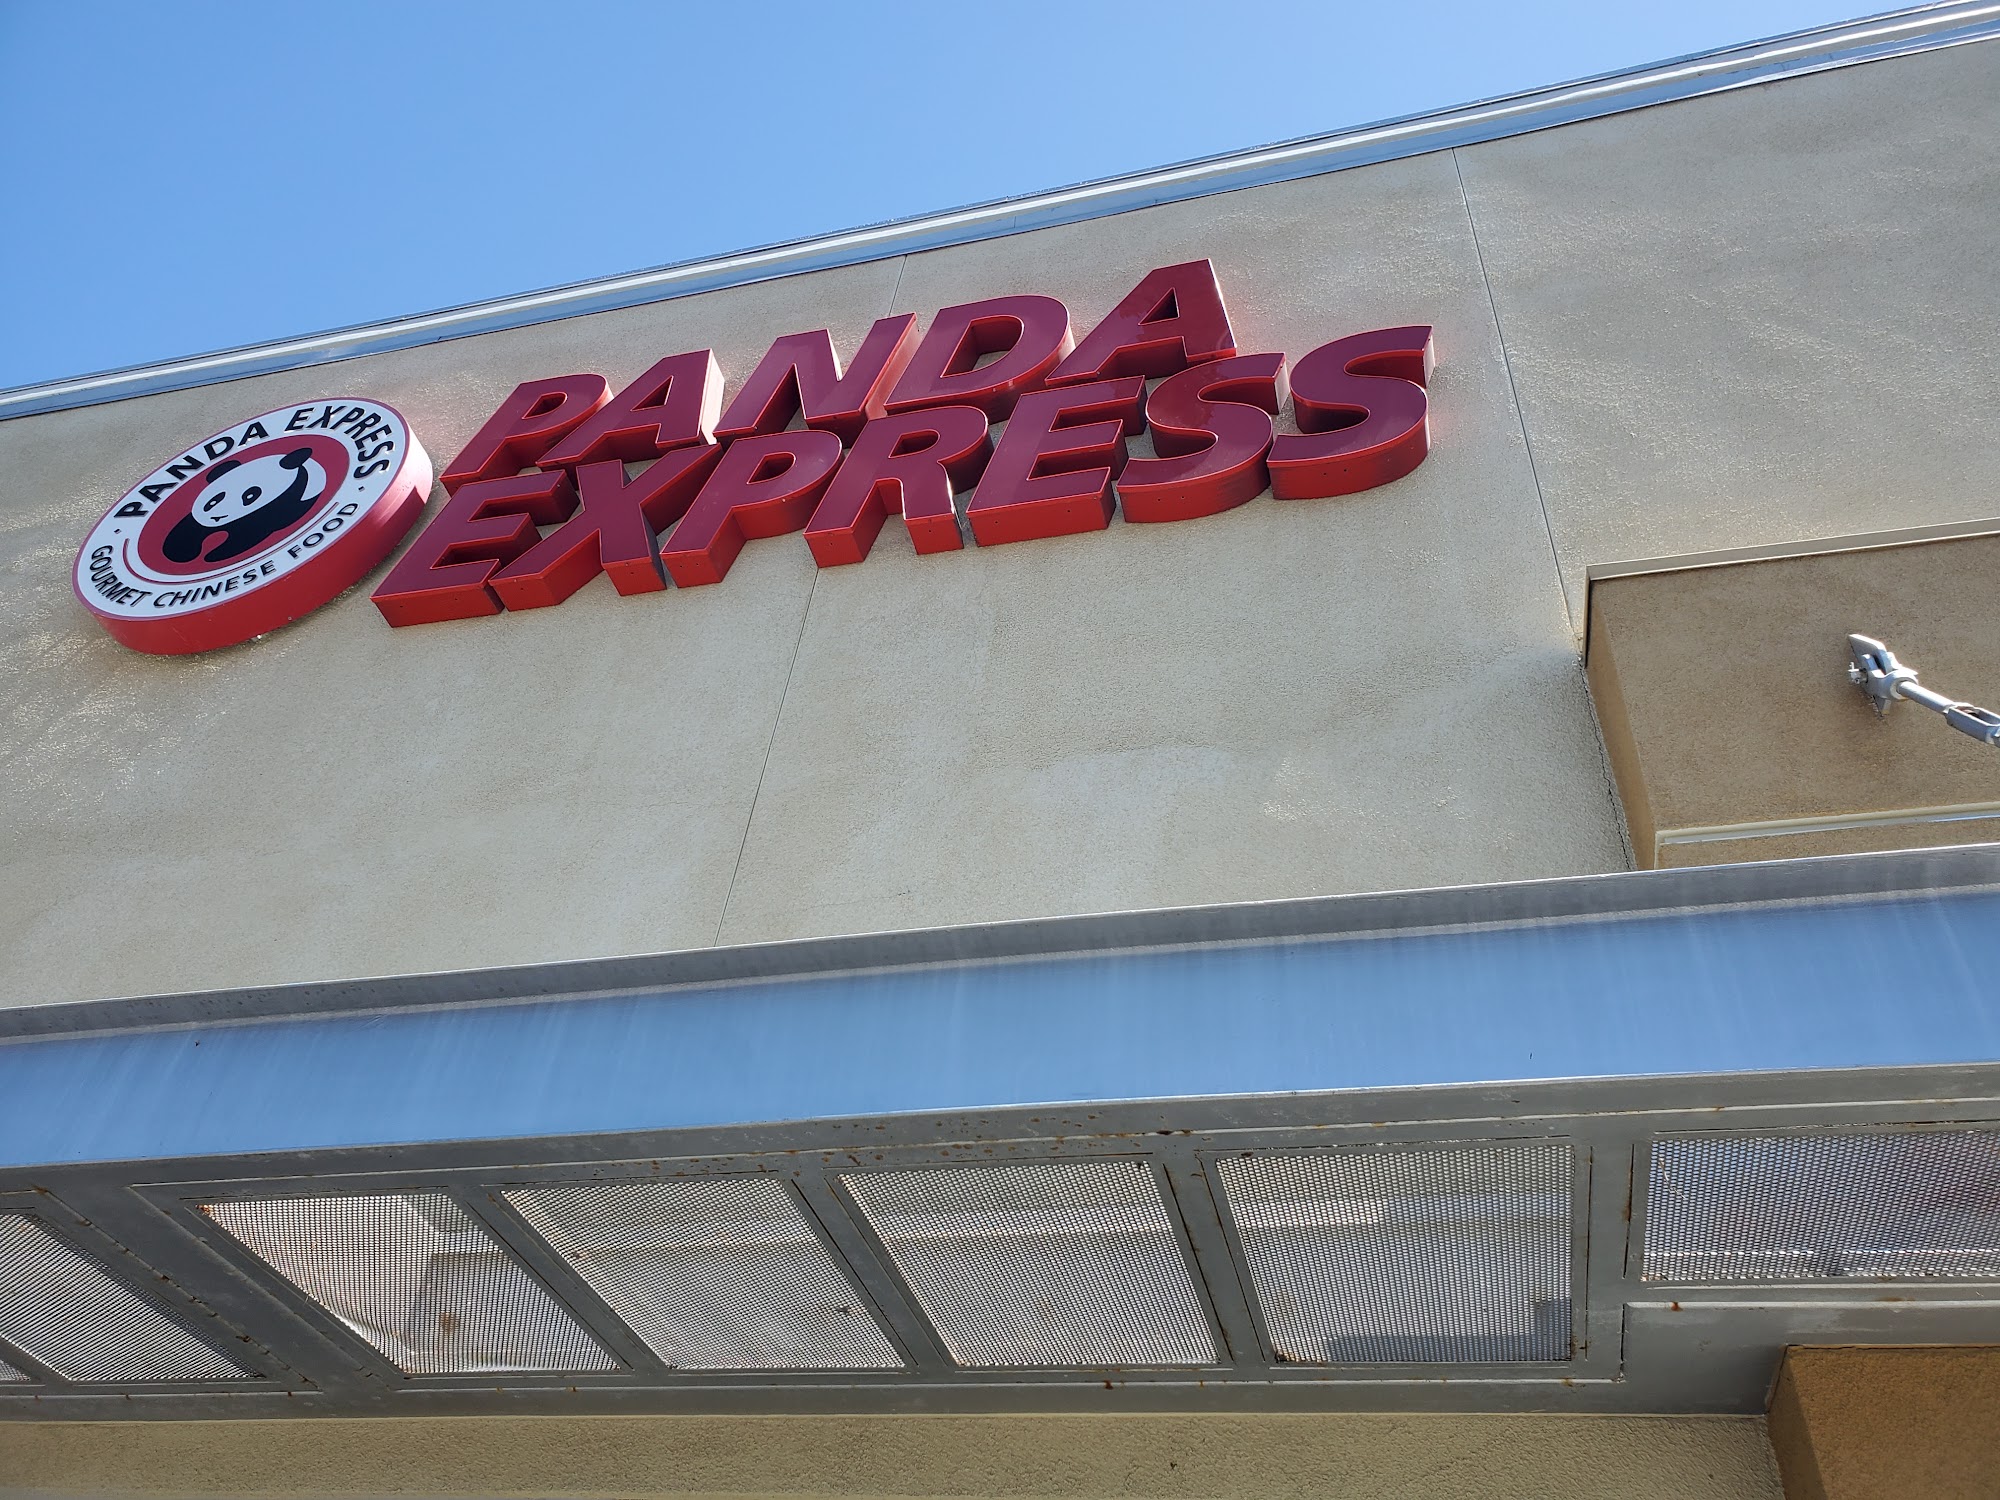 PANDA EXPRESS
GOURMET CHINESE FOOD
PANDA
EXPRESS